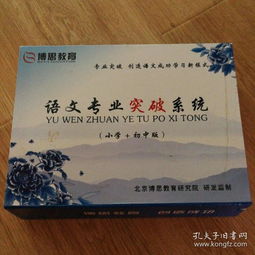 博思教育
专业突破 创造语文成功学习新模式
语文专业突破系统
YU WEN ZHUAN YE TU PO XI TONG
(小学+初中版)
北京博思教育研究院 研发监制
孔夫子旧书网